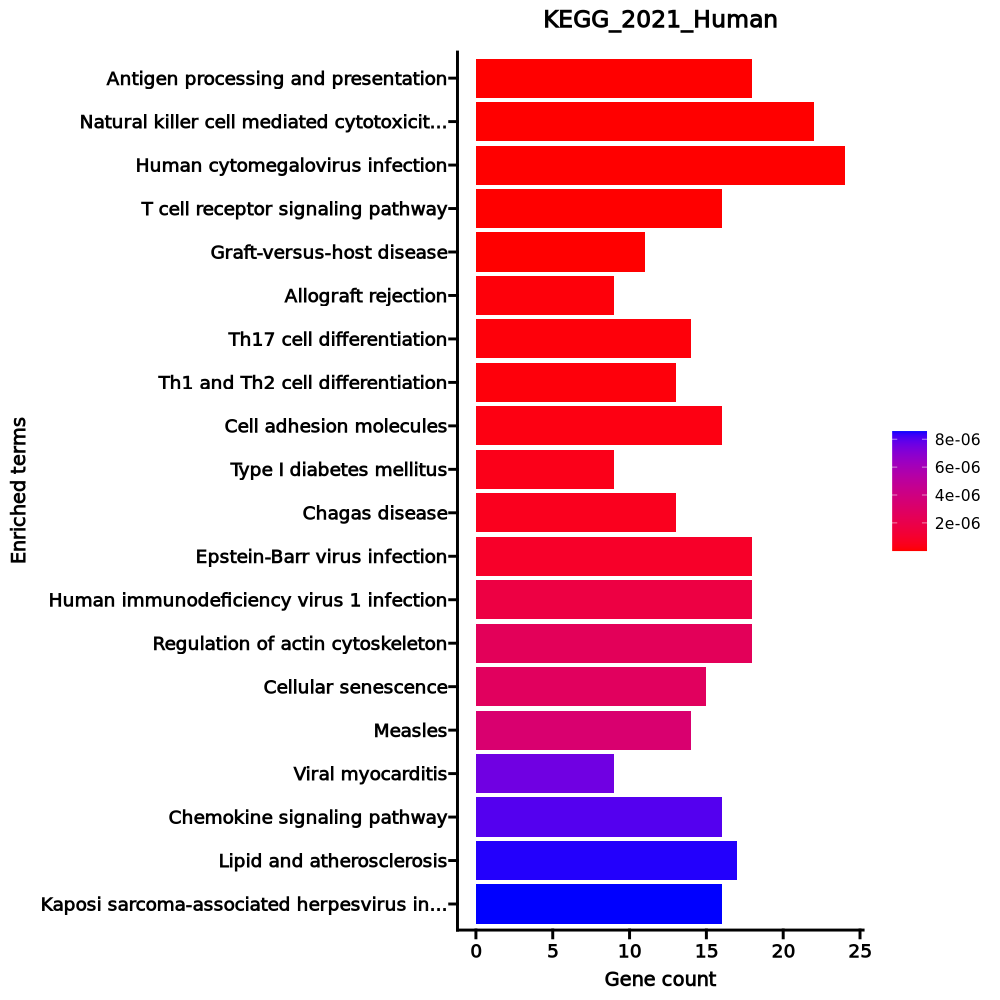 KEGG_2021_Human
Antigen processing and presentation
Natural killer cell mediated cytotoxicit...
Human cytomegalovirus infection
T cell receptor signaling pathway
Graft-versus-host disease
Allograft rejection
Th17 cell differentiation
Th1 and Th2 cell differentiation
Cell adhesion molecules
Type I diabetes mellitus
Chagas disease
Epstein-Barr virus infection
Human immunodeficiency virus 1 infection
Regulation of actin cytoskeleton
Cellular senescence
Measles
Viral myocarditis
Chemokine signaling pathway
Lipid and atherosclerosis
Kaposi sarcoma-associated herpesvirus in...
Enriched terms
0 5 10 15 20 25
Gene count
8e-06
6e-06
4e-06
2e-06